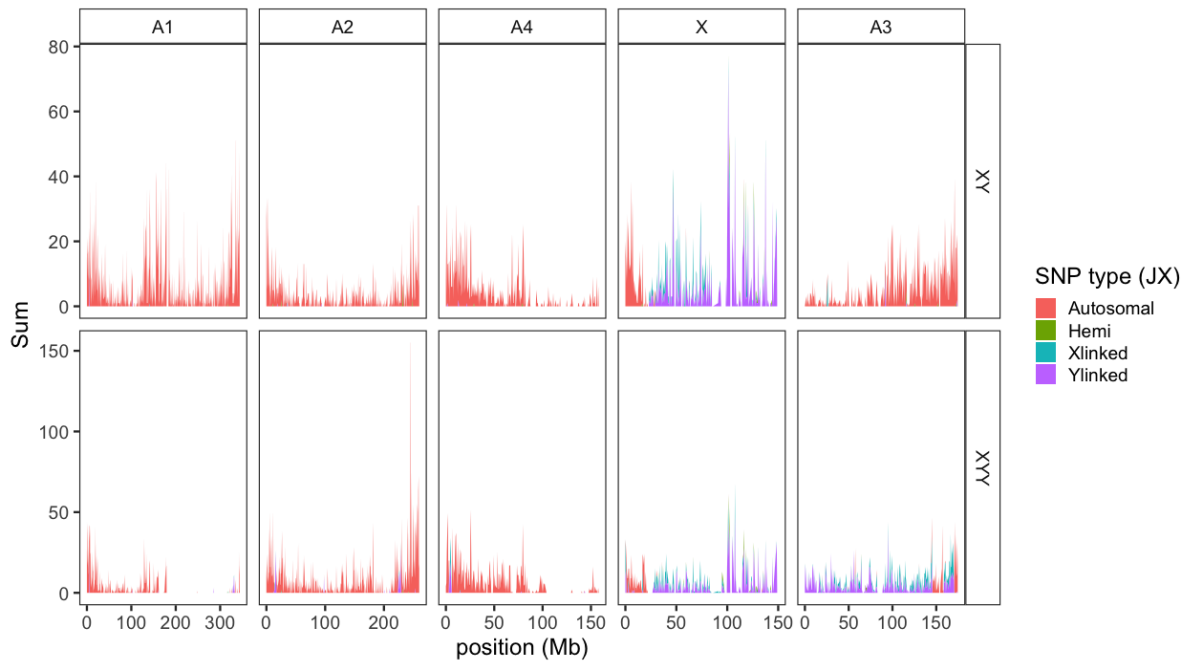 A1 A2 A4 X A3
80
60
40
20
0
XY
Sum
150
100
50
0
XYY
0 100 200 300 0 100 200 0 50 100 150 0 50 100 150 0 50 100 150
position (Mb)
SNP type (JX)
Autosomal
Hemi
Xlinked
Ylinked